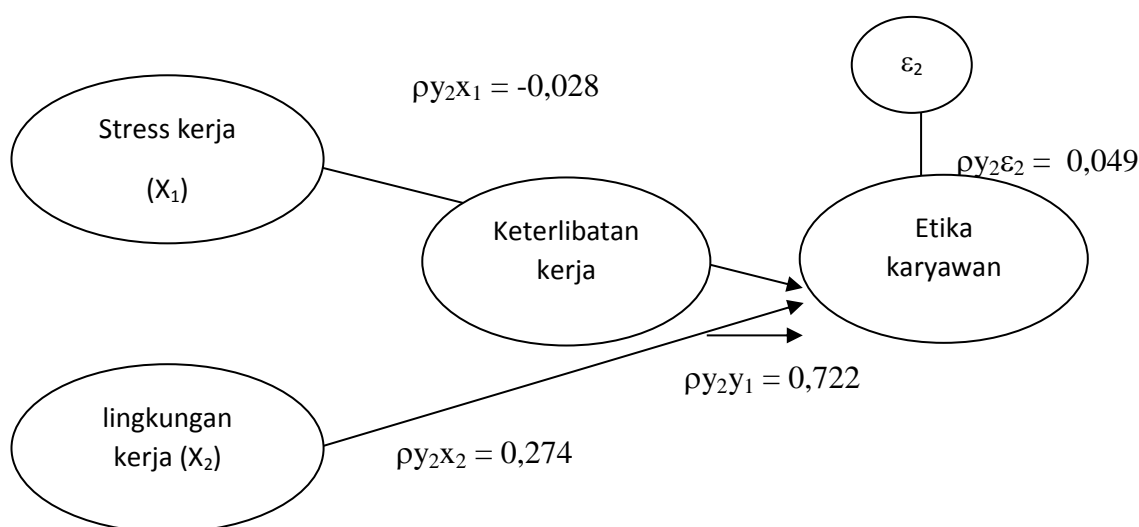 ε₂
ρy₂x₁ = -0,028
Stress kerja
(X₁)
ρy₂ε₂ = 0,049
Keterlibatan
kerja
Etika
karyawan
ρy₂y₁ = 0,722
lingkungan
kerja (X₂)
ρy₂x₂ = 0,274